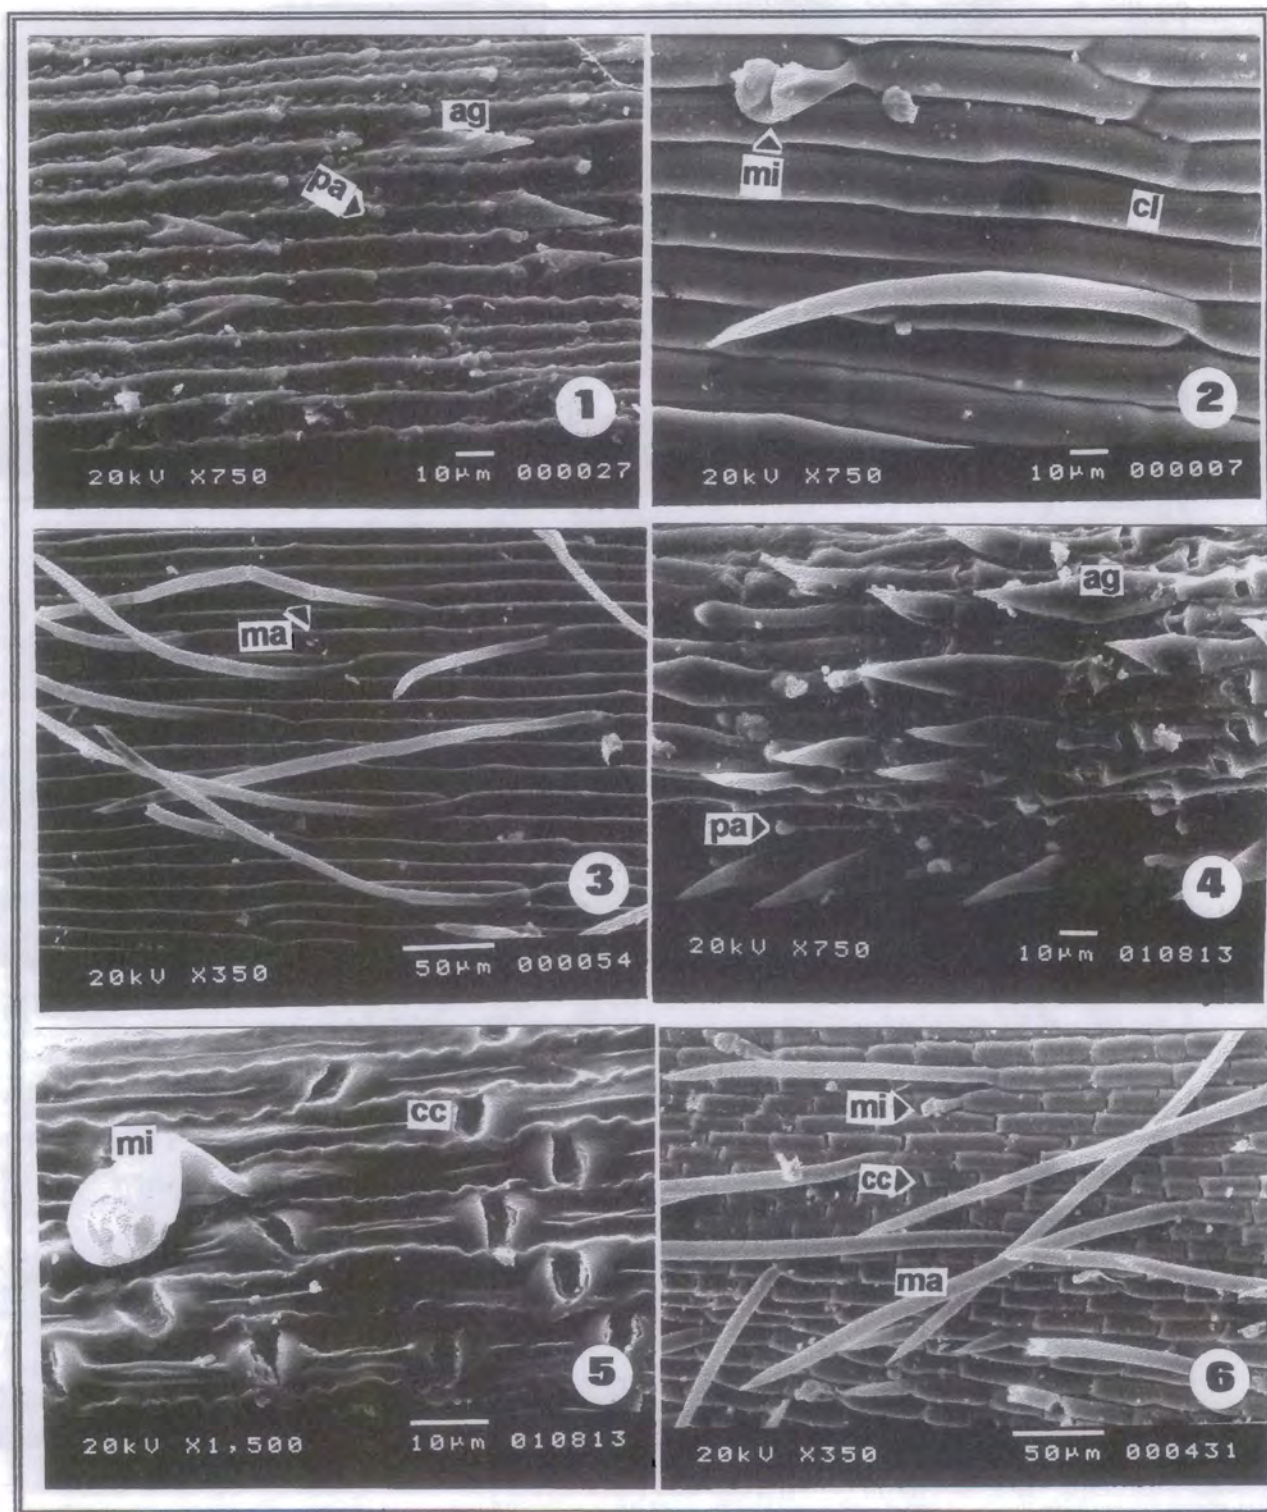 ag
pa
1
20kV X750 10µm 000027
mi
cl
2
20kV X750 10µm 000007
ma
3
20kV X350 50µm 000054
ag
pa
4
20kV X750 10µm 010813
cc
mi
5
20kV X1,500 10µm 010813
mi
cc
ma
6
20kV X350 50µm 000431